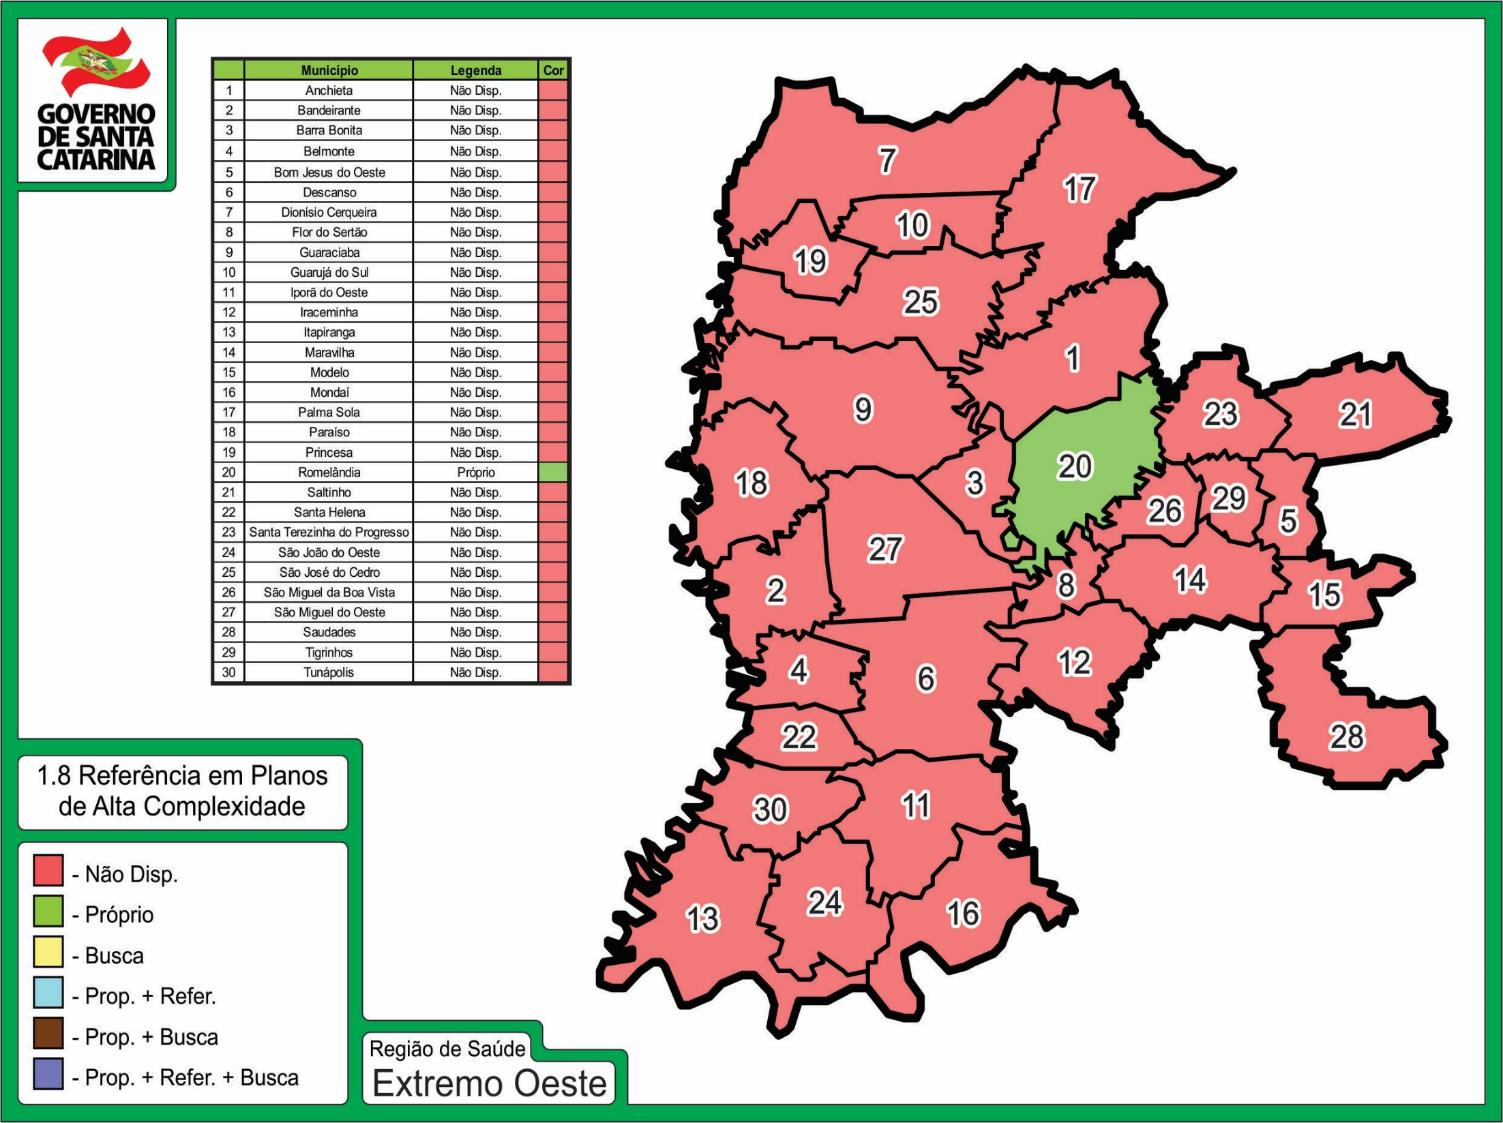 GOVERNO
DE SANTA
CATARINA
Município Legenda Cor
1 Anchieta Não Disp.
2 Bandeirante Não Disp.
3 Barra Bonita Não Disp.
4 Belmonte Não Disp.
5 Bom Jesus do Oeste Não Disp.
6 Descanso Não Disp.
7 Dionísio Cerqueira Não Disp.
8 Flor do Sertão Não Disp.
9 Guaraciaba Não Disp.
10 Guarujá do Sul Não Disp.
11 Iporã do Oeste Não Disp.
12 Iraceminha Não Disp.
13 Itapiranga Não Disp.
14 Maravilha Não Disp.
15 Modelo Não Disp.
16 Mondaí Não Disp.
17 Palma Sola Não Disp.
18 Paraíso Não Disp.
19 Princesa Não Disp.
20 Romelândia Próprio
21 Saltinho Não Disp.
22 Santa Helena Não Disp.
23 Santa Terezinha do Progresso Não Disp.
24 São João do Oeste Não Disp.
25 São José do Cedro Não Disp.
26 São Miguel da Boa Vista Não Disp.
27 São Miguel do Oeste Não Disp.
28 Saudades Não Disp.
29 Tigrinhos Não Disp.
30 Tunápolis Não Disp.
7
17
10
19
25
1
9
23
21
20
18
3
26
29
5
27
2
8
14
15
4
6
12
22
28
30
11
13
24
16
1.8 Referência em Planos
de Alta Complexidade
- Não Disp.
- Próprio
- Busca
- Prop. + Refer.
- Prop. + Busca
- Prop. + Refer. + Busca
Região de Saúde
Extremo Oeste